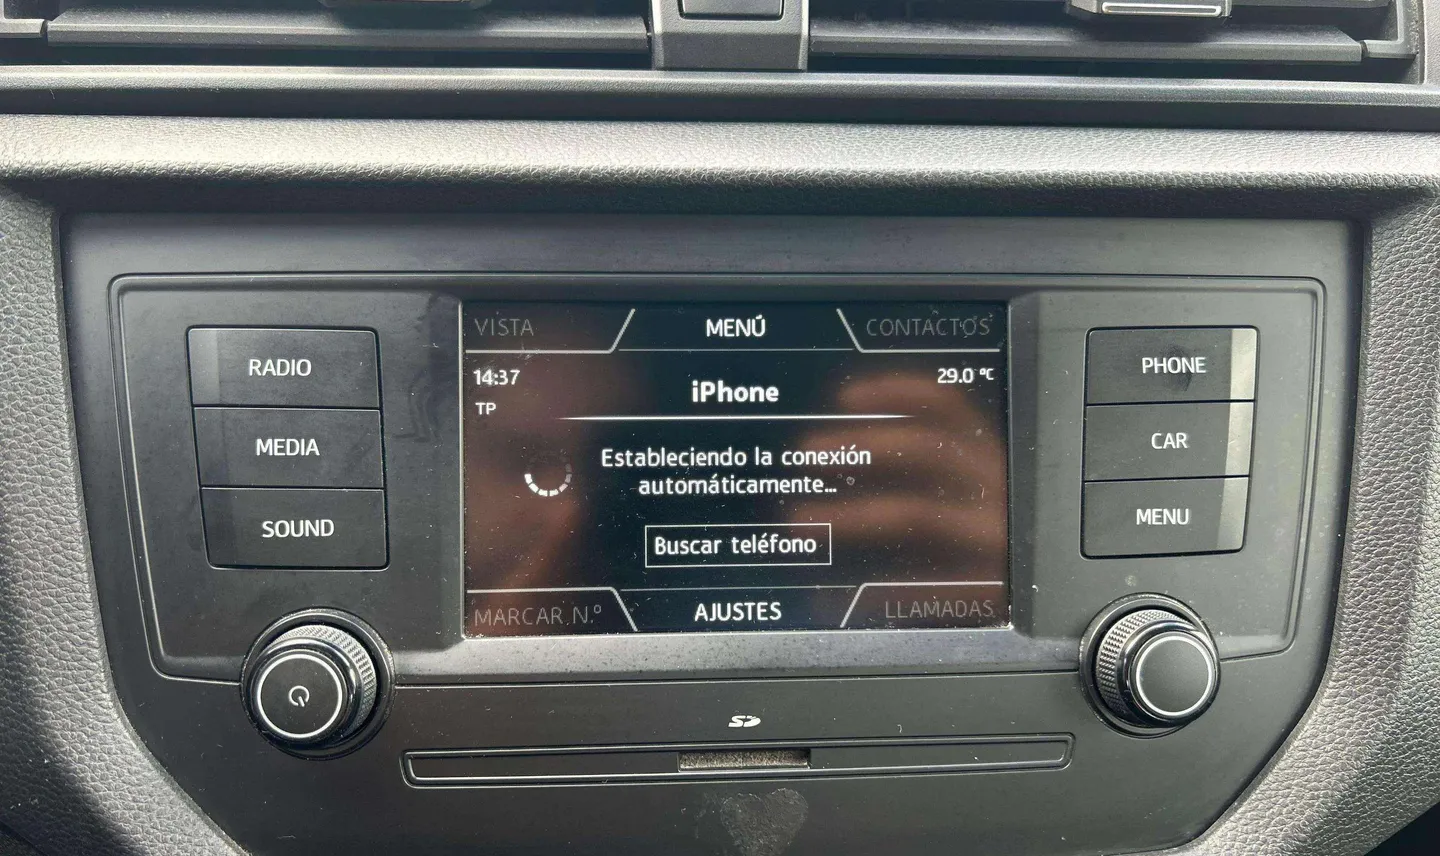 VISTA
MENÚ
CONTACTOS
14:37
29.0 °C
TP
iPhone
Estableciendo la conexión
automáticamente...
Buscar teléfono
MARCAR N.º
AJUSTES
LLAMADAS
RADIO
MEDIA
SOUND
PHONE
CAR
MENU
SD